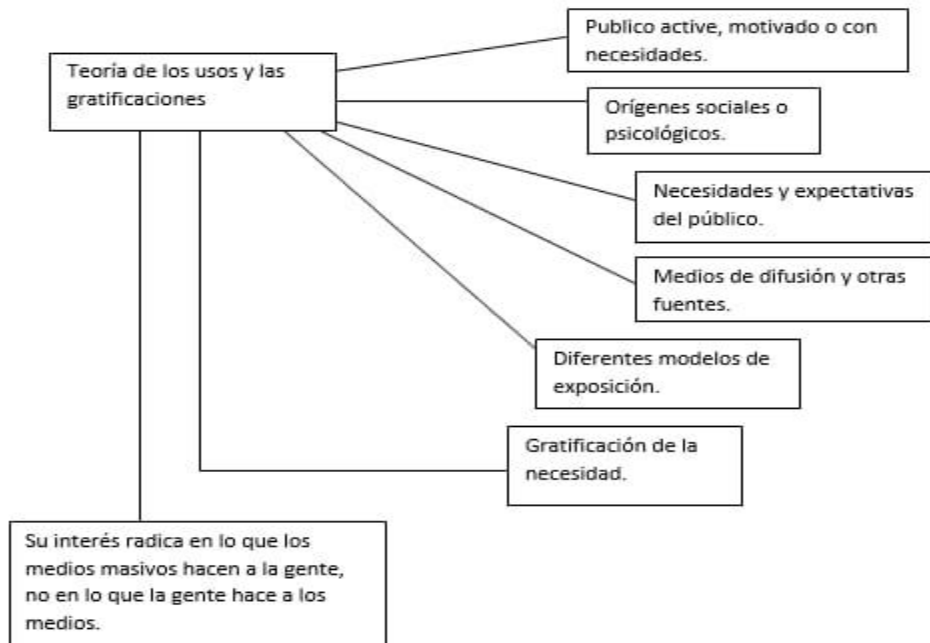 Teoría de los usos y las
gratificaciones
Publico active, motivado o con
necesidades.
Orígenes sociales o
psicológicos.
Necesidades y expectativas
del público.
Medios de difusión y otras
fuentes.
Diferentes modelos de
exposición.
Gratificación de la
necesidad.
Su interés radica en lo que los
medios masivos hacen a la gente,
no en lo que la gente hace a los
medios.